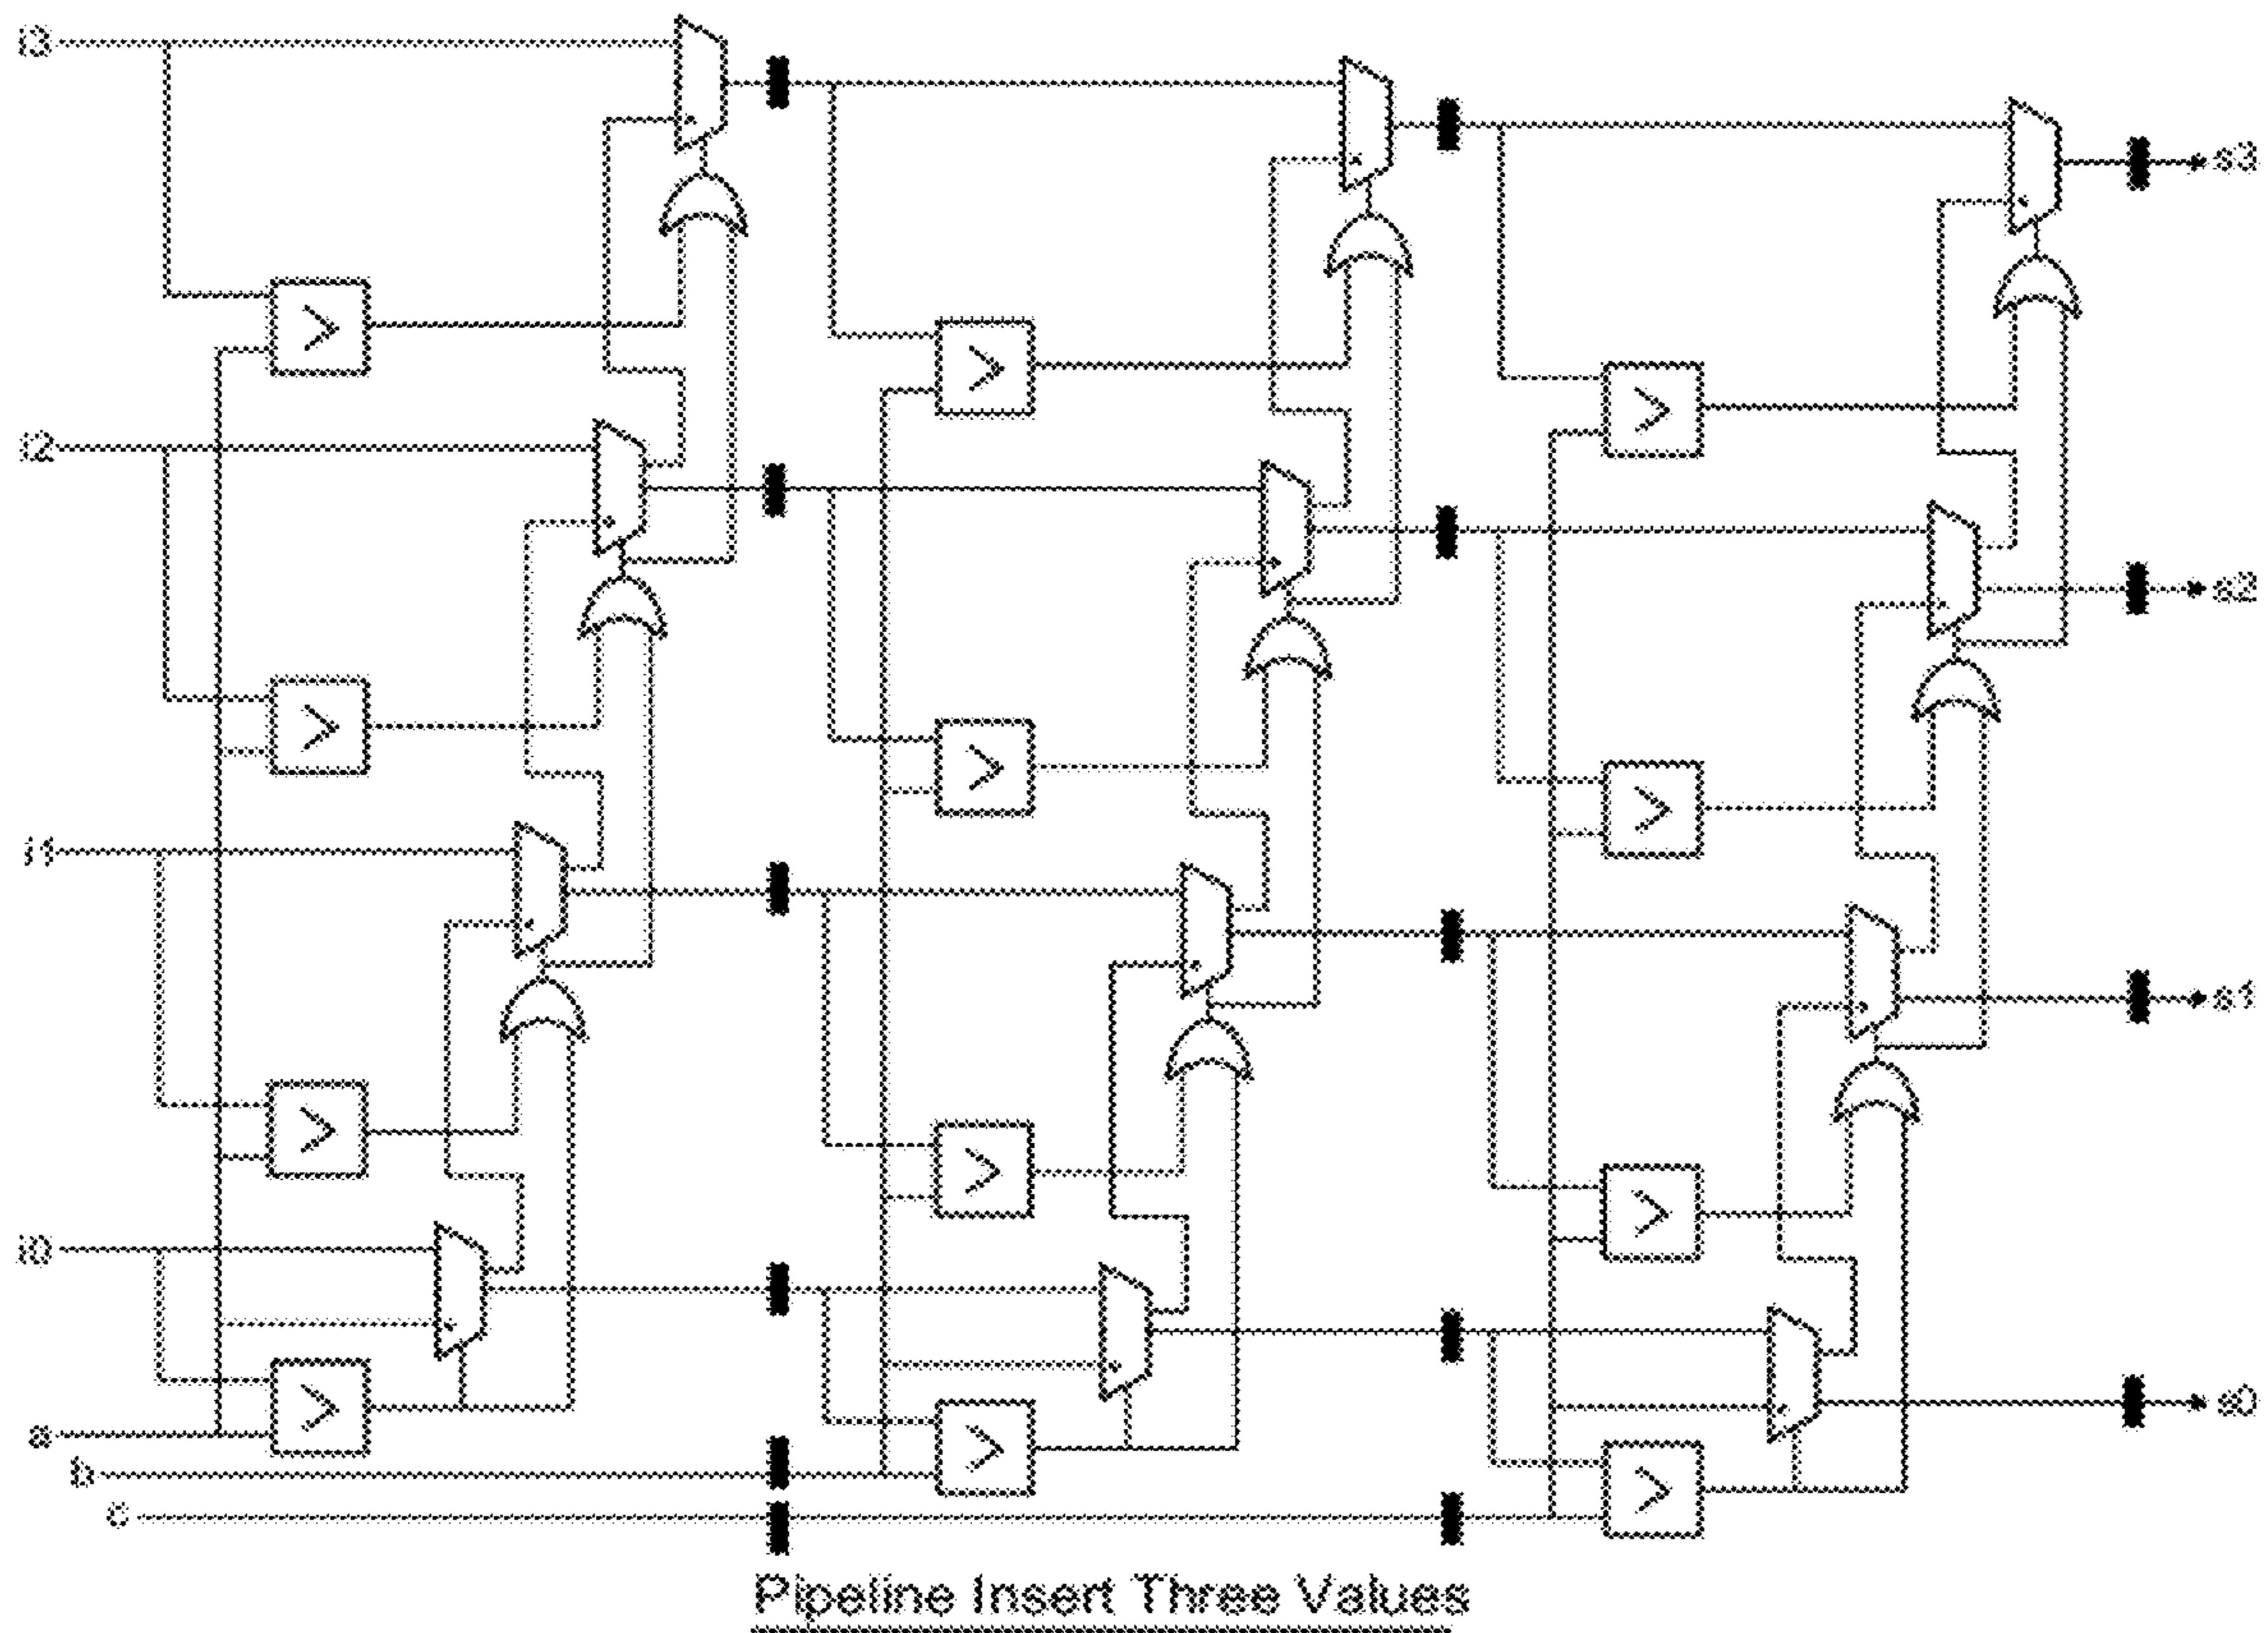 i3
s3
>
>
>
i2
s2
>
>
>
i1
s1
>
>
>
i0
s0
>
>
>
a
b
c
Pipeline Insert Three Values